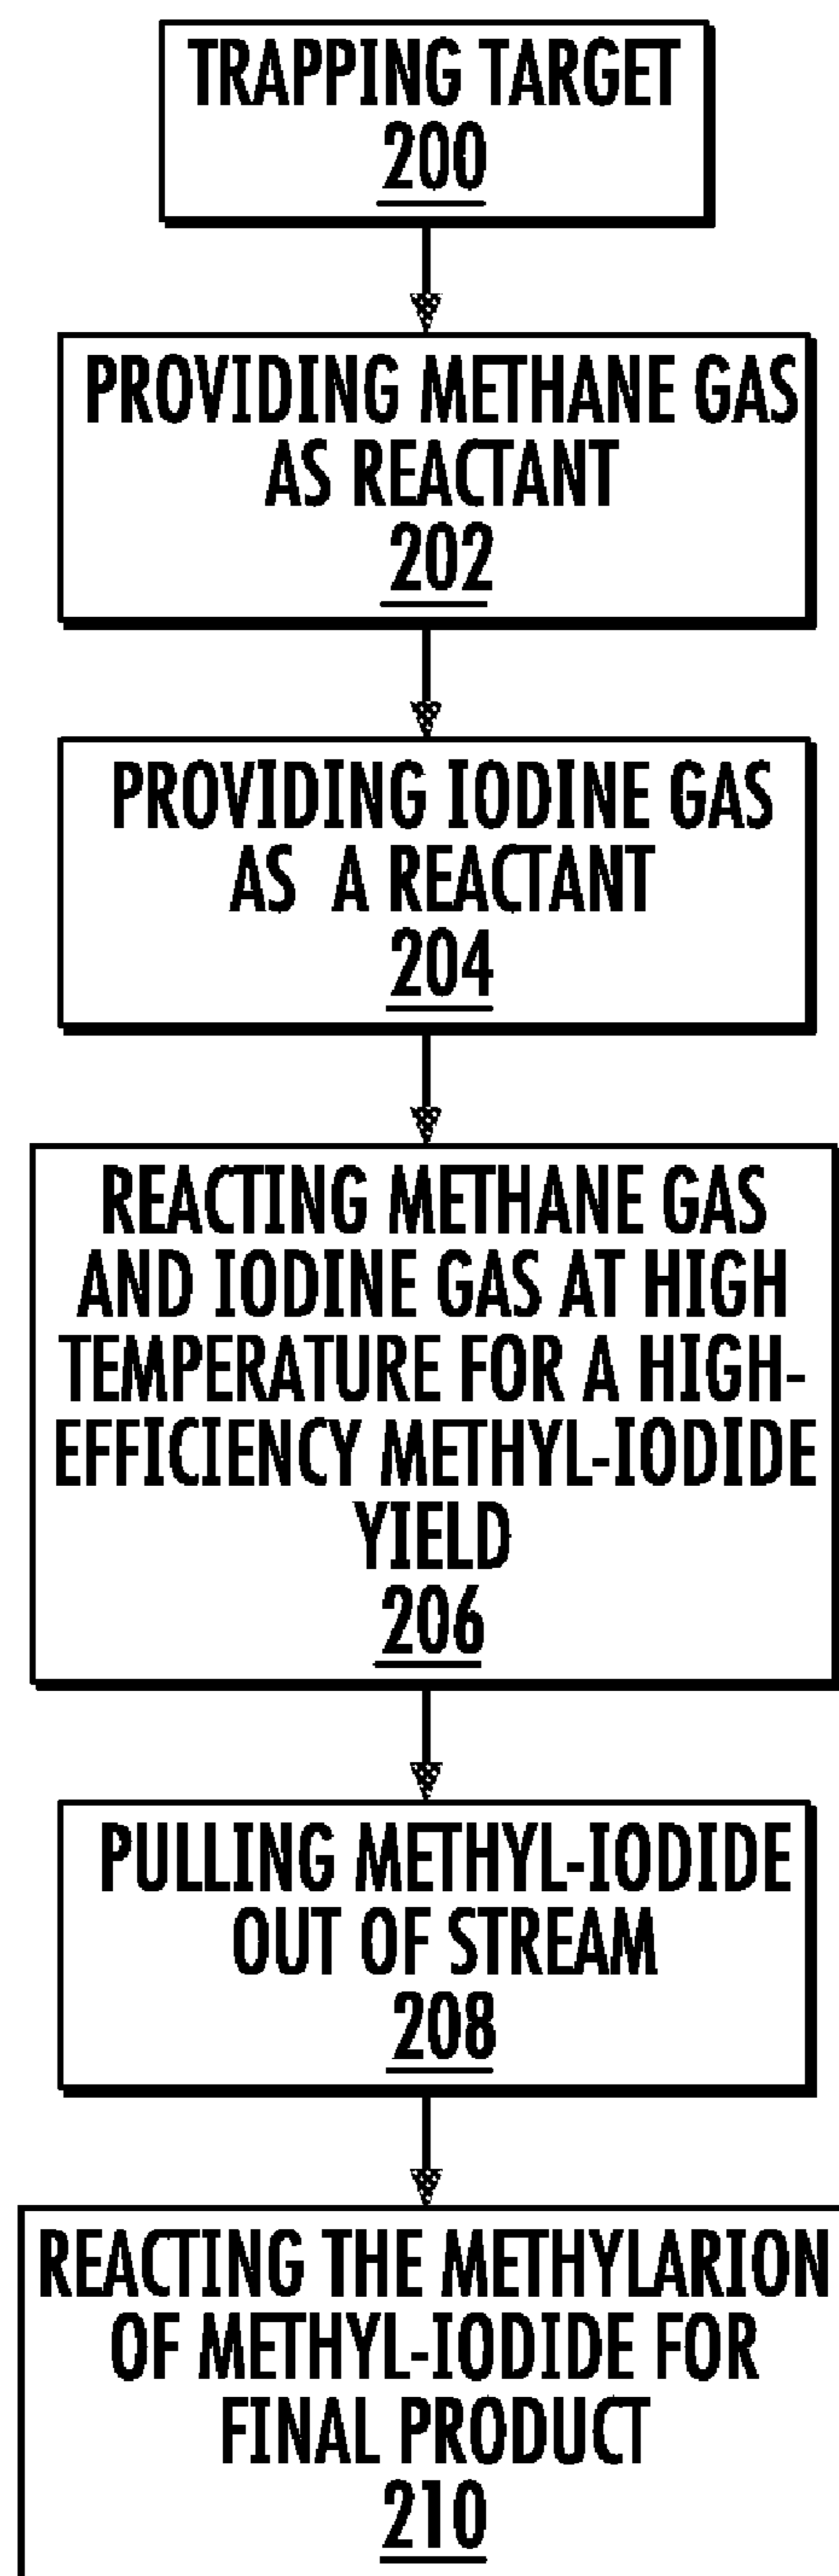 TRAPPING TARGET
200
PROVIDING METHANE GAS
AS REACTANT
202
PROVIDING IODINE GAS
AS A REACTANT
204
REACTING METHANE GAS
AND IODINE GAS AT HIGH
TEMPERATURE FOR A HIGH-
EFFICIENCY METHYL-IODIDE
YIELD
206
PULLING METHYL-IODIDE
OUT OF STREAM
208
REACTING THE METHYLARION
OF METHYL-IODIDE FOR
FINAL PRODUCT
210